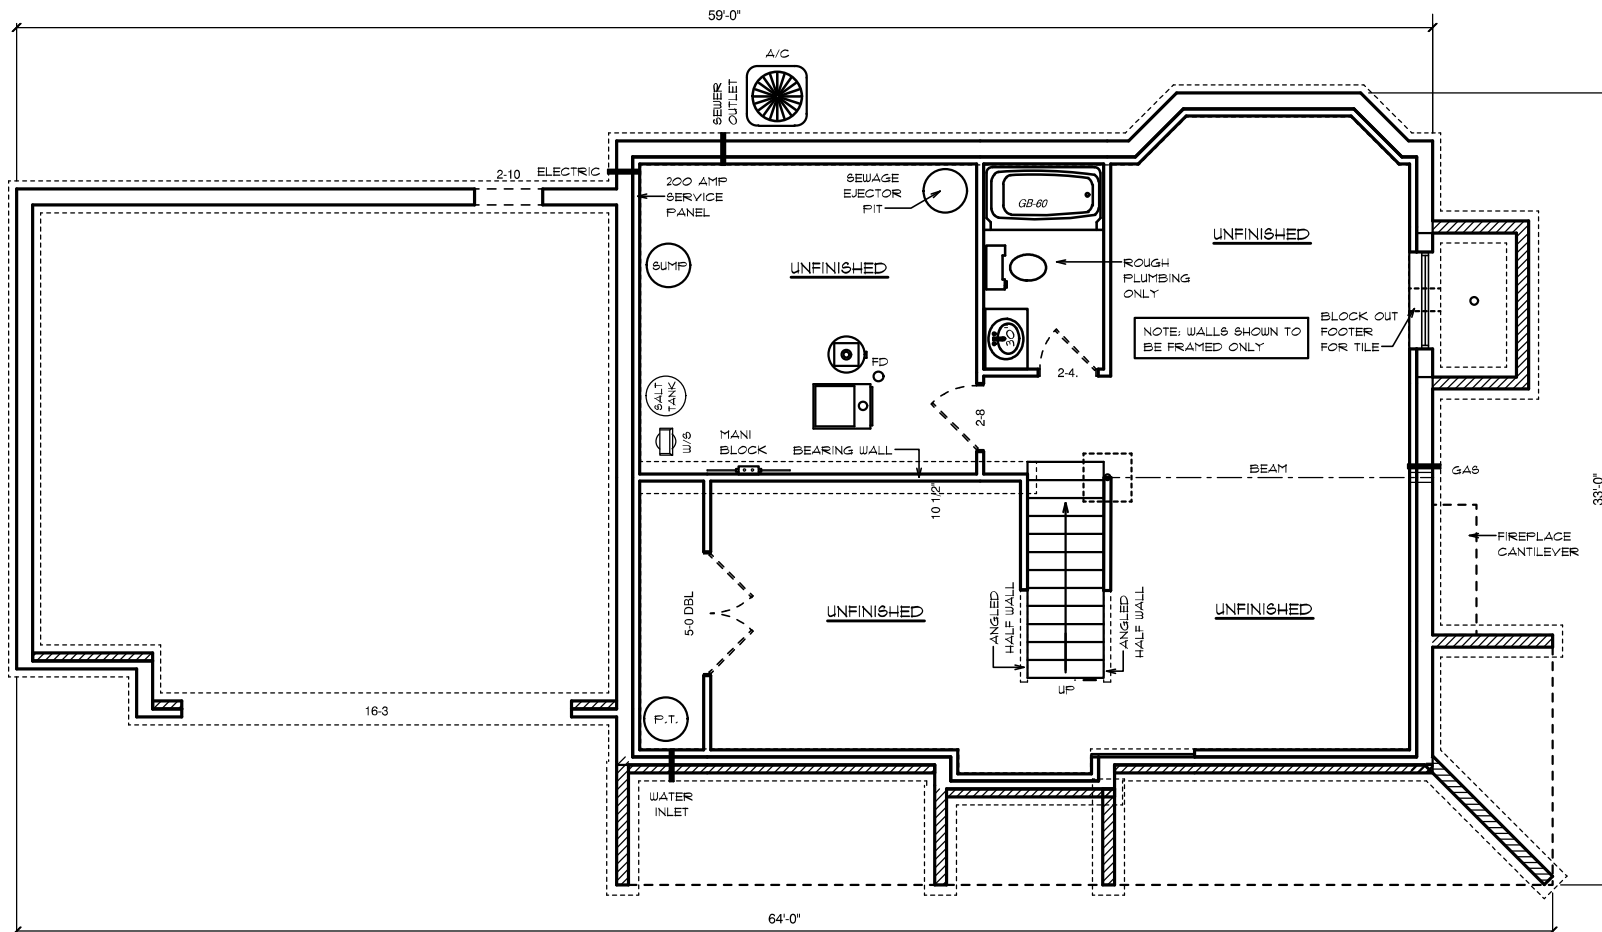 59'-0"
A/C
SEWER
OUTLET
2-10
ELECTRIC
200 AMP
SERVICE
PANEL
SEWAGE
EJECTOR
PIT
GB-60
UNFINISHED
SUMP
UNFINISHED
ROUGH
PLUMBING
ONLY
30"
NOTE: WALLS SHOWN TO
BE FRAMED ONLY
BLOCK OUT
FOOTER
FOR TILE
FD
2-4.
SALT
TANK
2-8
W/S
MANI
BLOCK
BEARING WALL
BEAM
GAS
10 1/2"
33'-0"
FIREPLACE
CANTILEVER
5-0 DBL
UNFINISHED
ANGLED
HALF WALL
ANGLED
HALF WALL
UNFINISHED
UP
16-3
P.T.
WATER
INLET
64'-0"